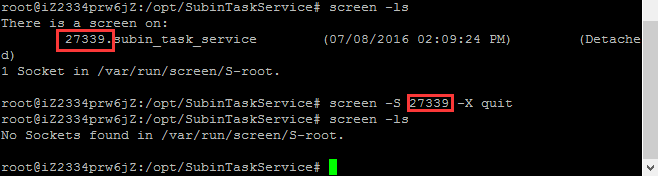 root@iZ2334prw6jZ:/opt/SubinTaskService# screen -ls
There is a screen on:
27339.subin_task_service (07/08/2016 02:09:24 PM) (Detache
d)
1 Socket in /var/run/screen/S-root.
root@iZ2334prw6jZ:/opt/SubinTaskService# screen -S 27339 -X quit
root@iZ2334prw6jZ:/opt/SubinTaskService# screen -ls
No Sockets found in /var/run/screen/S-root.
root@iZ2334prw6jZ:/opt/SubinTaskService#